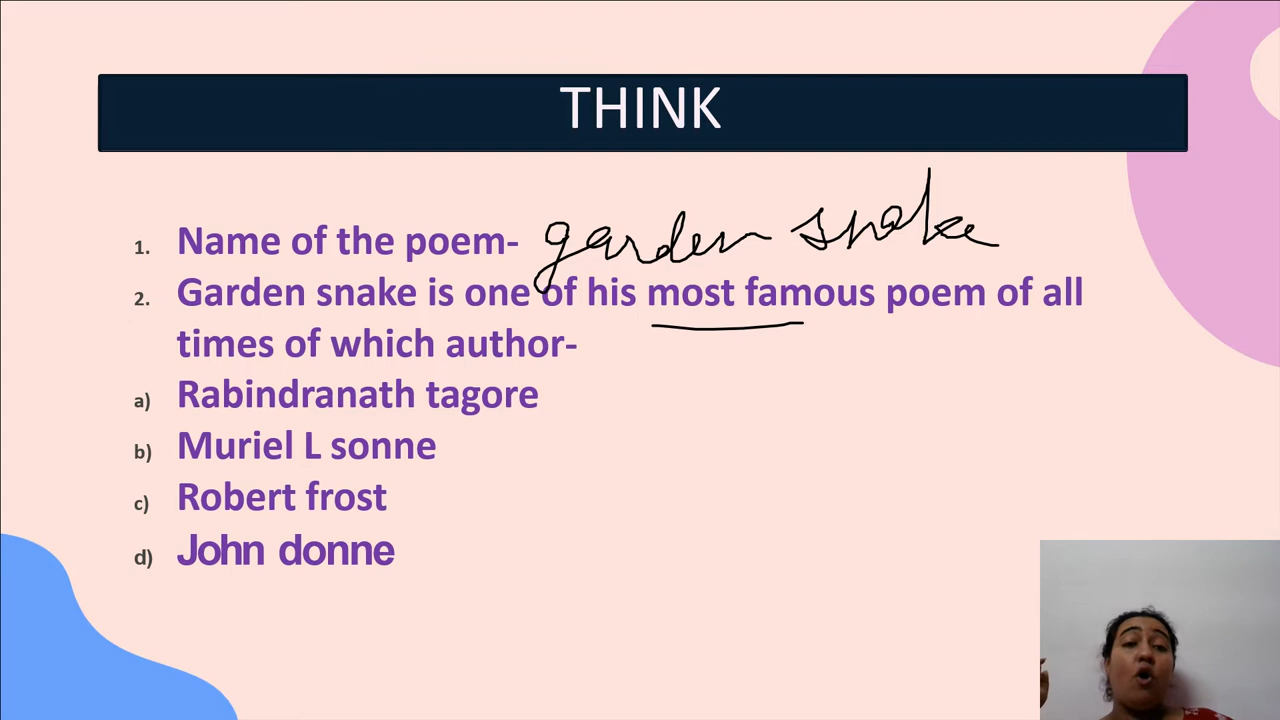 THINK
1. Name of the poem- garden snake
2. Garden snake is one of his most famous poem of all
times of which author-
a) Rabindranath tagore
b) Muriel L sonne
c) Robert frost
d) John donne